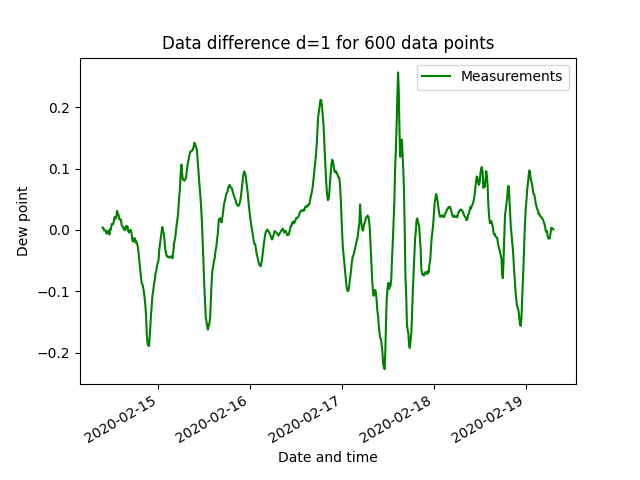 Data difference d=1 for 600 data points
Measurements
Dew point
0.2
0.1
0.0
−0.1
−0.2
2020-02-15
2020-02-16
2020-02-17
2020-02-18
2020-02-19
Date and time